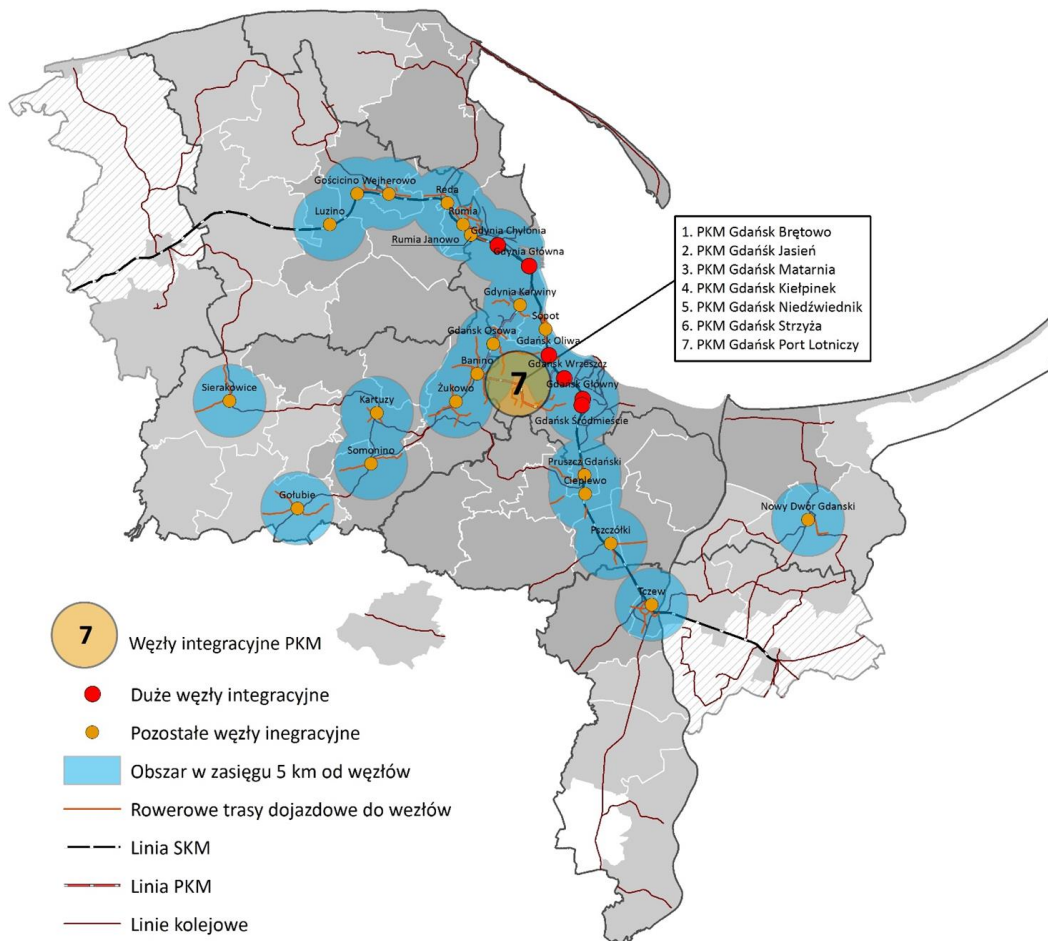 Gościcino Wejherowo
Reda
Luzino
Rumia
Gdynia Chylonia
Rumia Janowo
Gdynia Główna
1. PKM Gdańsk Brętowo
2. PKM Gdańśk Jasień
3. PKM Gdańsk Matarnia
4. PKM Gdańsk Kiełpinek
5. PKM Gdańsk Niedźwiednik
6. PKM Gdańsk Strzyża
7. PKM Gdańsk Port Lotniczy
Gdynia Karwiny
Sopot
Gdańsk Osowa
Gdańsk Oliwa
Banino
Gdańsk Wrzeszcz
7
Sierakowice
Żukowo
Gdańsk Główny
Kartuzy
Gdańsk Śródmieście
Somonino
Pruszcz Gdański
Cieplewo
Gołubie
Nowy Dwór Gdanski
Pszczółki
Tczew
7 Węzły integracyjne PKM
Duże węzły integracyjne
Pozostałe węzły inegracyjne
Obszar w zasięgu 5 km od węzłów
Rowerowe trasy dojazdowe do wezłów
Linia SKM
Linia PKM
Linie kolejowe